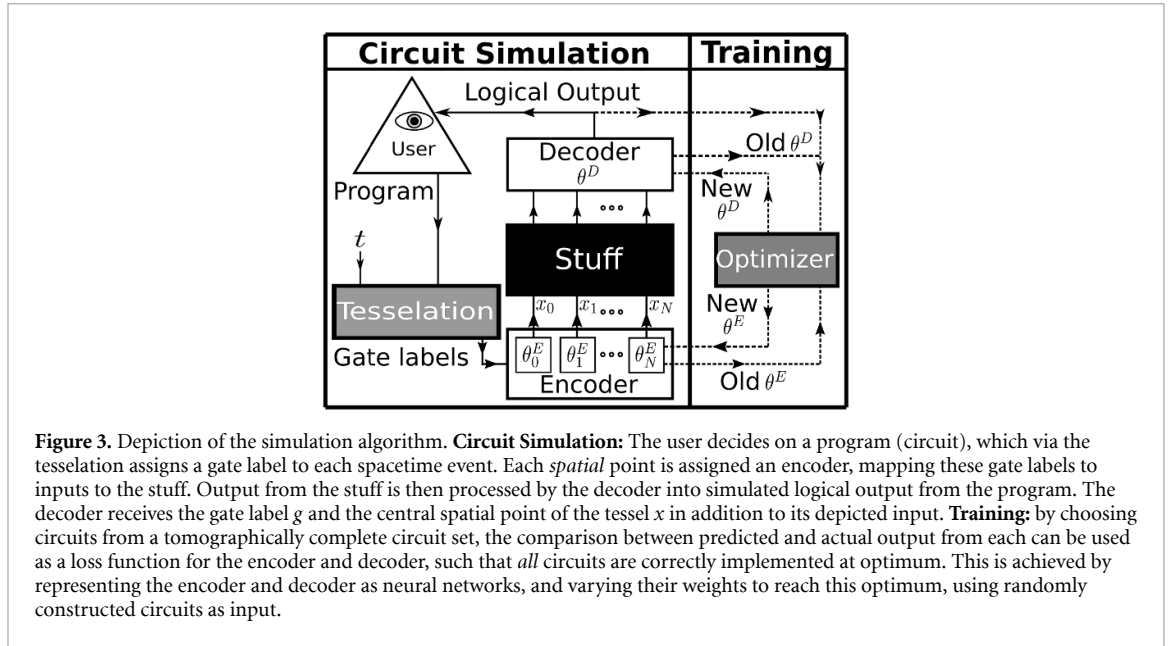 Circuit Simulation
Training
Logical Output
User
Program
Decoder
θ^D
Old θ^D
New
θ^D
t
Stuff
Optimizer
Tesselation
x_0
x_1
x_N
New
θ^E
Gate labels
θ_0^E
θ_1^E
θ_N^E
Encoder
Old θ^E
Figure 3. Depiction of the simulation algorithm. Circuit Simulation: The user decides on a program (circuit), which via the
tesselation assigns a gate label to each spacetime event. Each spatial point is assigned an encoder, mapping these gate labels to
inputs to the stuff. Output from the stuff is then processed by the decoder into simulated logical output from the program. The
decoder receives the gate label g and the central spatial point of the tessel x in addition to its depicted input. Training: by choosing
circuits from a tomographically complete circuit set, the comparison between predicted and actual output from each can be used
as a loss function for the encoder and decoder, such that all circuits are correctly implemented at optimum. This is achieved by
representing the encoder and decoder as neural networks, and varying their weights to reach this optimum, using randomly
constructed circuits as input.